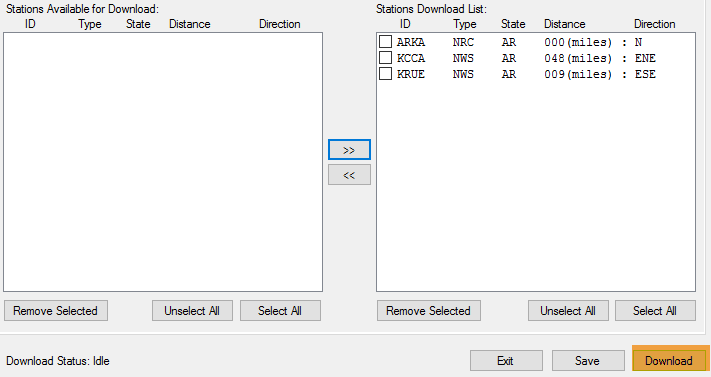 Stations Available for Download:
ID Type State Distance Direction
>>
<<
Remove Selected Unselect All Select All
Stations Download List:
ID Type State Distance Direction
ARKA NRC AR 000(miles) : N
KCCA NWS AR 048(miles) : ENE
KRUE NWS AR 009(miles) : ESE
Remove Selected Unselect All Select All
Download Status: Idle
Exit Save Download